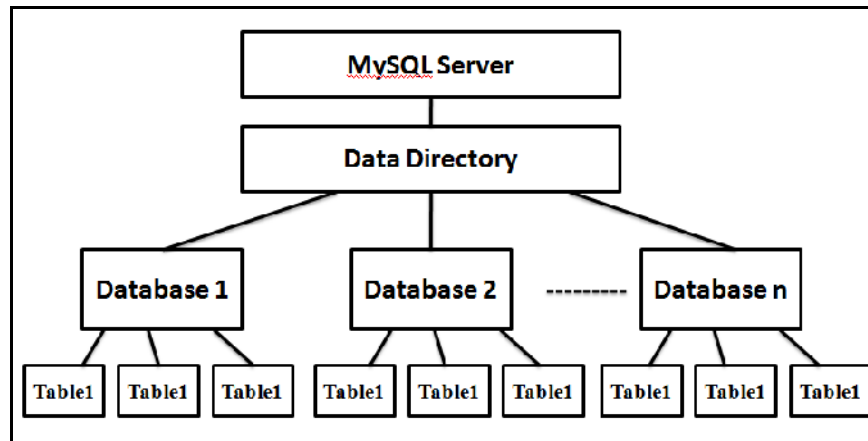 MySQL Server
Data Directory
Database 1
Database 2
Database n
Table1
Table1
Table1
Table1
Table1
Table1
Table1
Table1
Table1